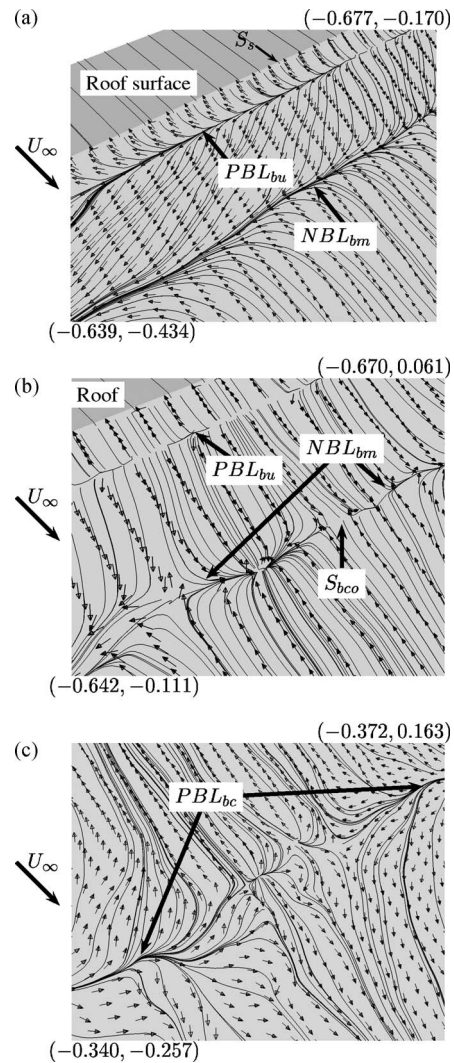 (a)
(−0.677, −0.170)
S_s
Roof surface
U_∞
PBL_bu
NBL_bm
(−0.639, −0.434)
(b)
(−0.670, 0.061)
Roof
NBL_bm
PBL_bu
U_∞
S_bco
(−0.642, −0.111)
(c)
(−0.372, 0.163)
PBL_bc
U_∞
(−0.340, −0.257)